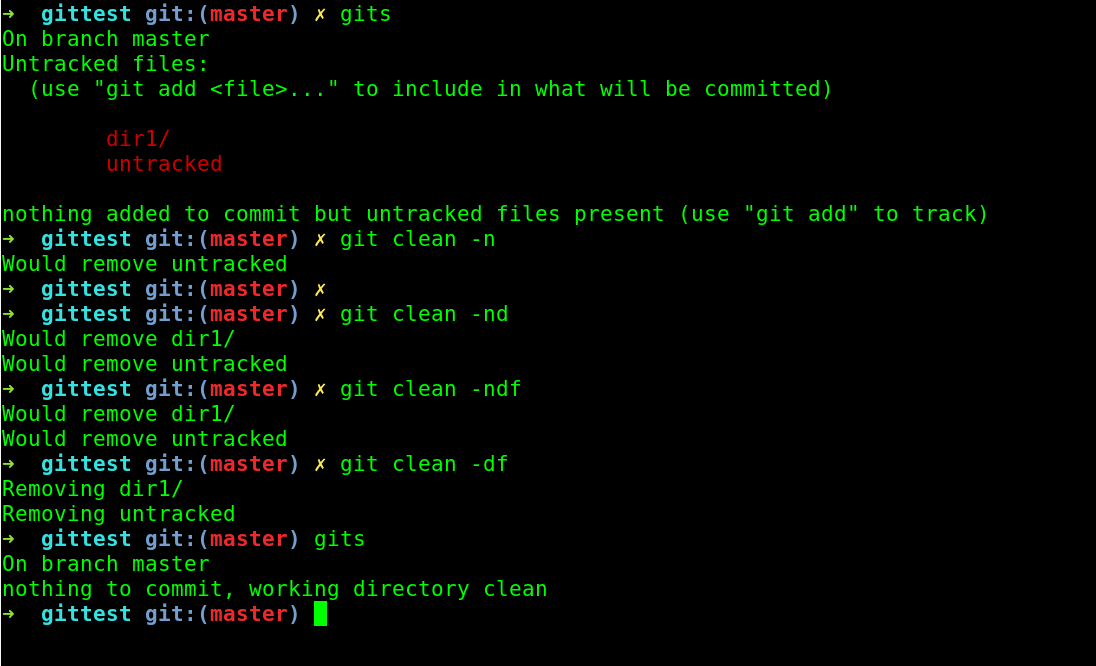 →  gittest git:(master) ✗ gits
On branch master
Untracked files:
  (use "git add <file>..." to include in what will be committed)
        dir1/
        untracked
nothing added to commit but untracked files present (use "git add" to track)
→  gittest git:(master) ✗ git clean -n
Would remove untracked
→  gittest git:(master) ✗
→  gittest git:(master) ✗ git clean -nd
Would remove dir1/
Would remove untracked
→  gittest git:(master) ✗ git clean -ndf
Would remove dir1/
Would remove untracked
→  gittest git:(master) ✗ git clean -df
Removing dir1/
Removing untracked
→  gittest git:(master) gits
On branch master
nothing to commit, working directory clean
→  gittest git:(master)